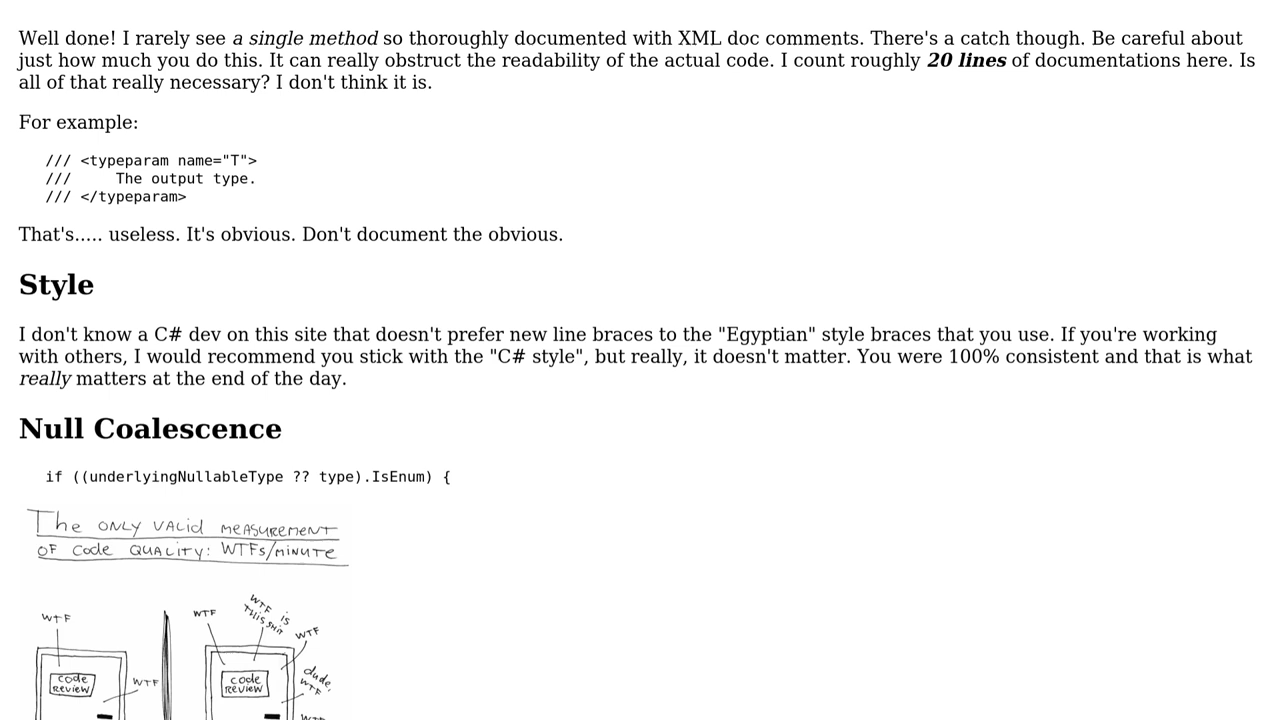 Well done! I rarely see a single method so thoroughly documented with XML doc comments. There's a catch though. Be careful about
just how much you do this. It can really obstruct the readability of the actual code. I count roughly 20 lines of documentations here. Is
all of that really necessary? I don't think it is.
For example:
/// <typeparam name="T">
///     The output type.
/// </typeparam>
That's..... useless. It's obvious. Don't document the obvious.
Style
I don't know a C# dev on this site that doesn't prefer new line braces to the "Egyptian" style braces that you use. If you're working
with others, I would recommend you stick with the "C# style", but really, it doesn't matter. You were 100% consistent and that is what
really matters at the end of the day.
Null Coalescence
if ((underlyingNullableType ?? type).IsEnum) {
The ONLY VALID MEASUREMENT
OF Code QUALITY: WTFs/MINUTE
WTF
code
REVIEW
WTF
WTF
WTF IS
THIS SHIT
WTF
code
REVIEW
dude,
WTF
WTF